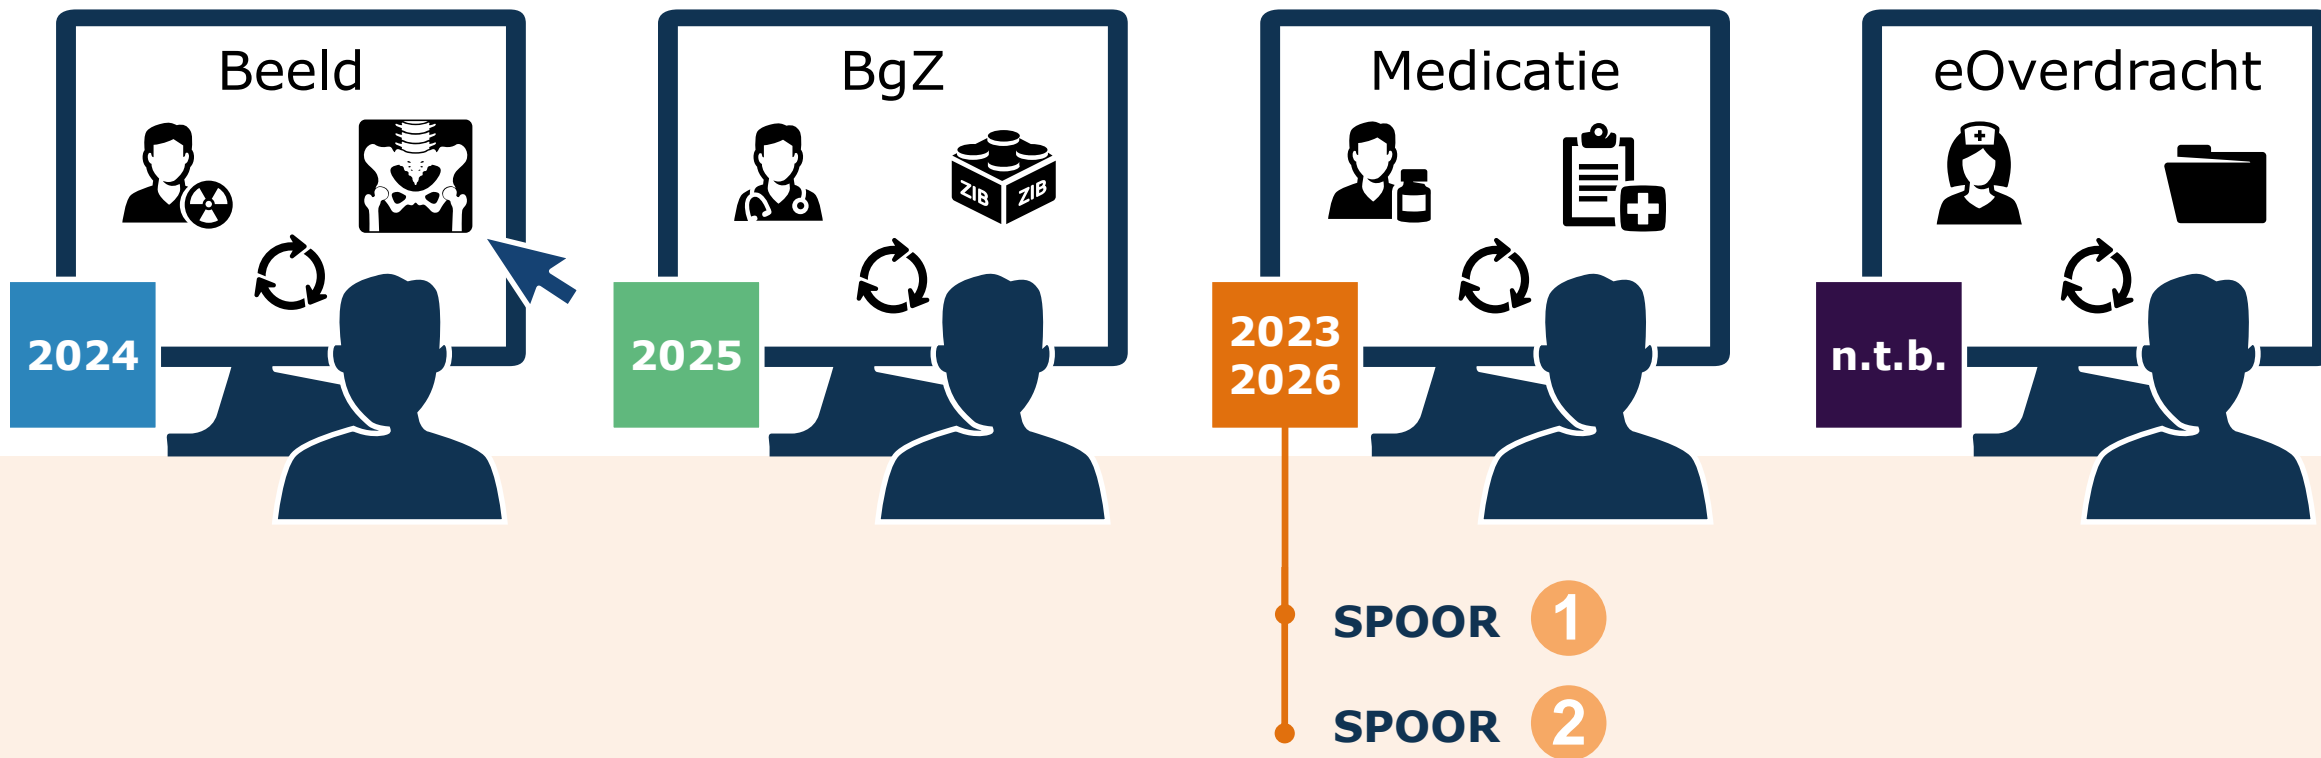 Beeld
BgZ
Medicatie
eOverdracht
ZIB
ZIB
2024
2025
2023
2026
n.t.b.
SPOOR 1
SPOOR 2